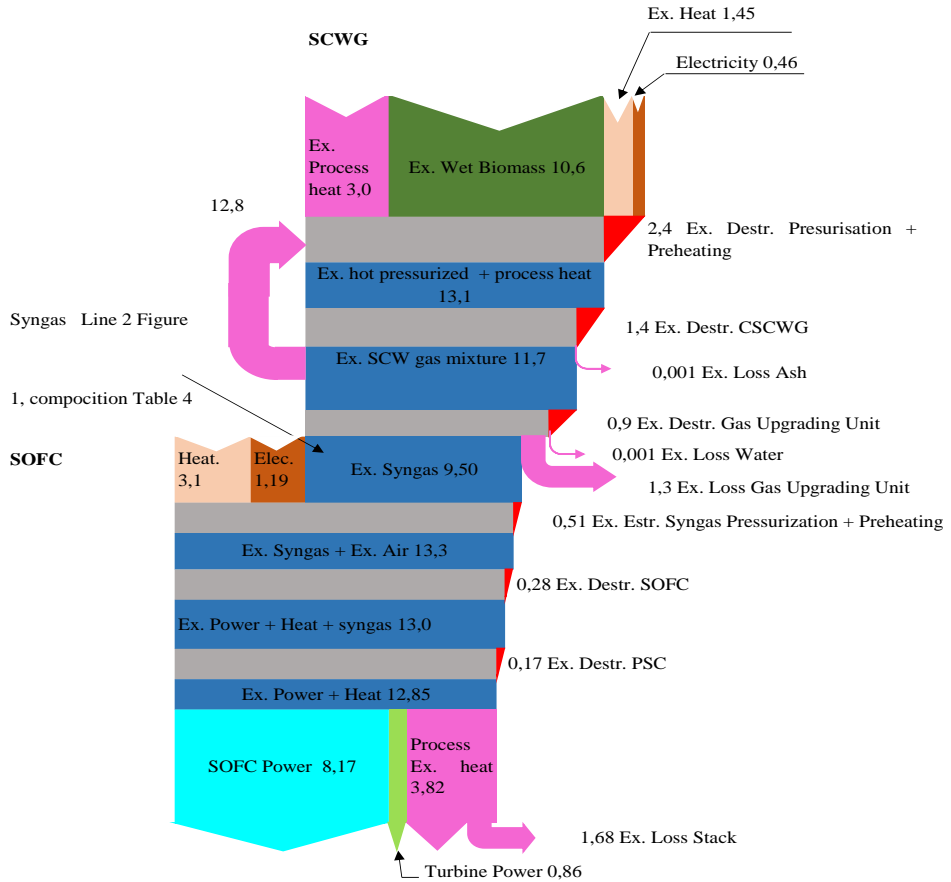 Ex. Heat 1,45
SCWG
Electricity 0,46
Ex.
Process
heat 3,0
Ex. Wet Biomass 10,6
12,8
2,4 Ex. Destr. Presurisation +
Preheating
Ex. hot pressurized + process heat
13,1
Syngas Line 2 Figure
1,4 Ex. Destr. CSCWG
Ex. SCW gas mixture 11,7
0,001 Ex. Loss Ash
1, compocition Table 4
0,9 Ex. Destr. Gas Upgrading Unit
SOFC
Heat.
3,1
Elec.
1,19
Ex. Syngas 9,50
0,001 Ex. Loss Water
1,3 Ex. Loss Gas Upgrading Unit
0,51 Ex. Estr. Syngas Pressurization + Preheating
Ex. Syngas + Ex. Air 13,3
0,28 Ex. Destr. SOFC
Ex. Power + Heat + syngas 13,0
0,17 Ex. Destr. PSC
Ex. Power + Heat 12,85
SOFC Power 8,17
Process
Ex. heat
3,82
1,68 Ex. Loss Stack
Turbine Power 0,86